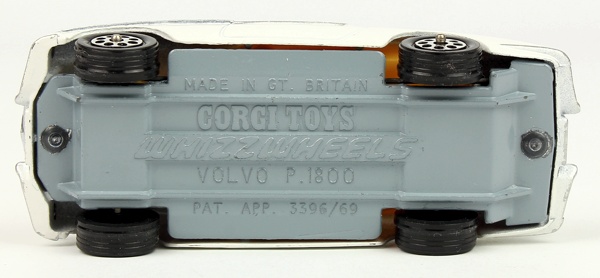 MADE IN GT. BRITAIN
CORGI TOYS
WHIZZWHEELS
VOLVO P.1800
PAT. APP. 3396/69